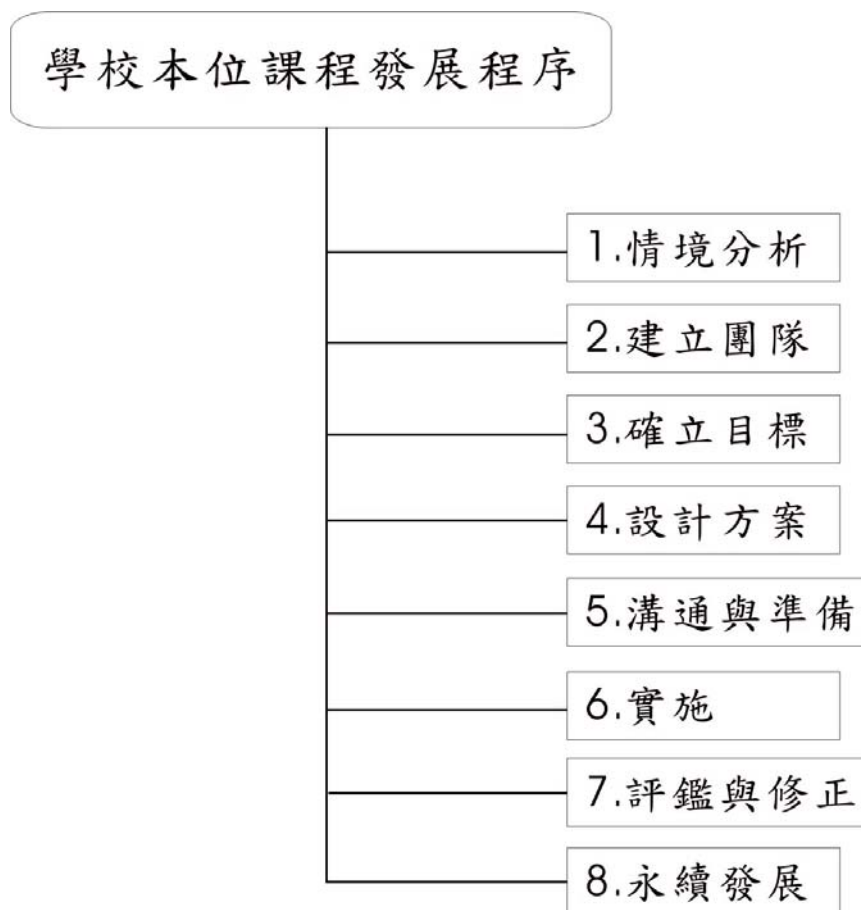 學校本位課程發展程序
1.情境分析
2.建立團隊
3.確立目標
4.設計方案
5.溝通與準備
6.實施
7.評鑑與修正
8.永續發展